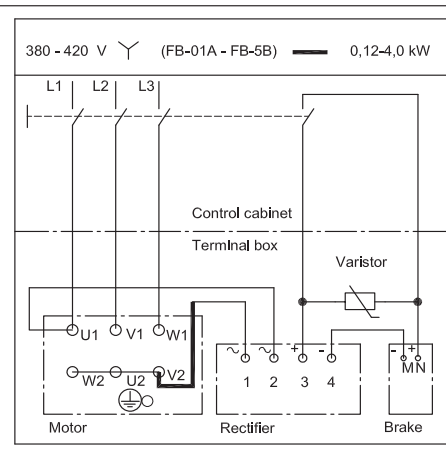 380 - 420 V (FB-01A - FB-5B) 0,12-4,0 kW
L1 L2 L3
Control cabinet
Terminal box
Varistor
U1 V1 W1
~ ~ + - - +
W2 U2 V2 1 2 3 4 MN
Motor Rectifier Brake